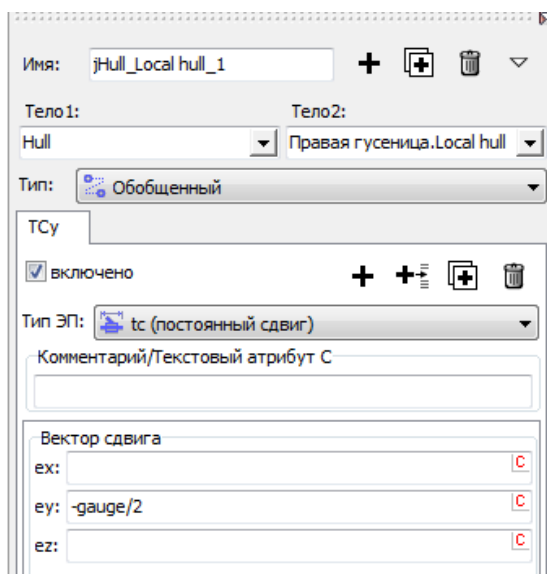 Имя: jHull_Local hull_1
Тело1: Тело2:
Hull Правая гусеница.Local hull
Тип: Обобщенный
TCy
включено
Тип ЭП: tc (постоянный сдвиг)
Комментарий/Текстовый атрибут C
Вектор сдвига
ex: C
ey: -gauge/2 C
ez: C